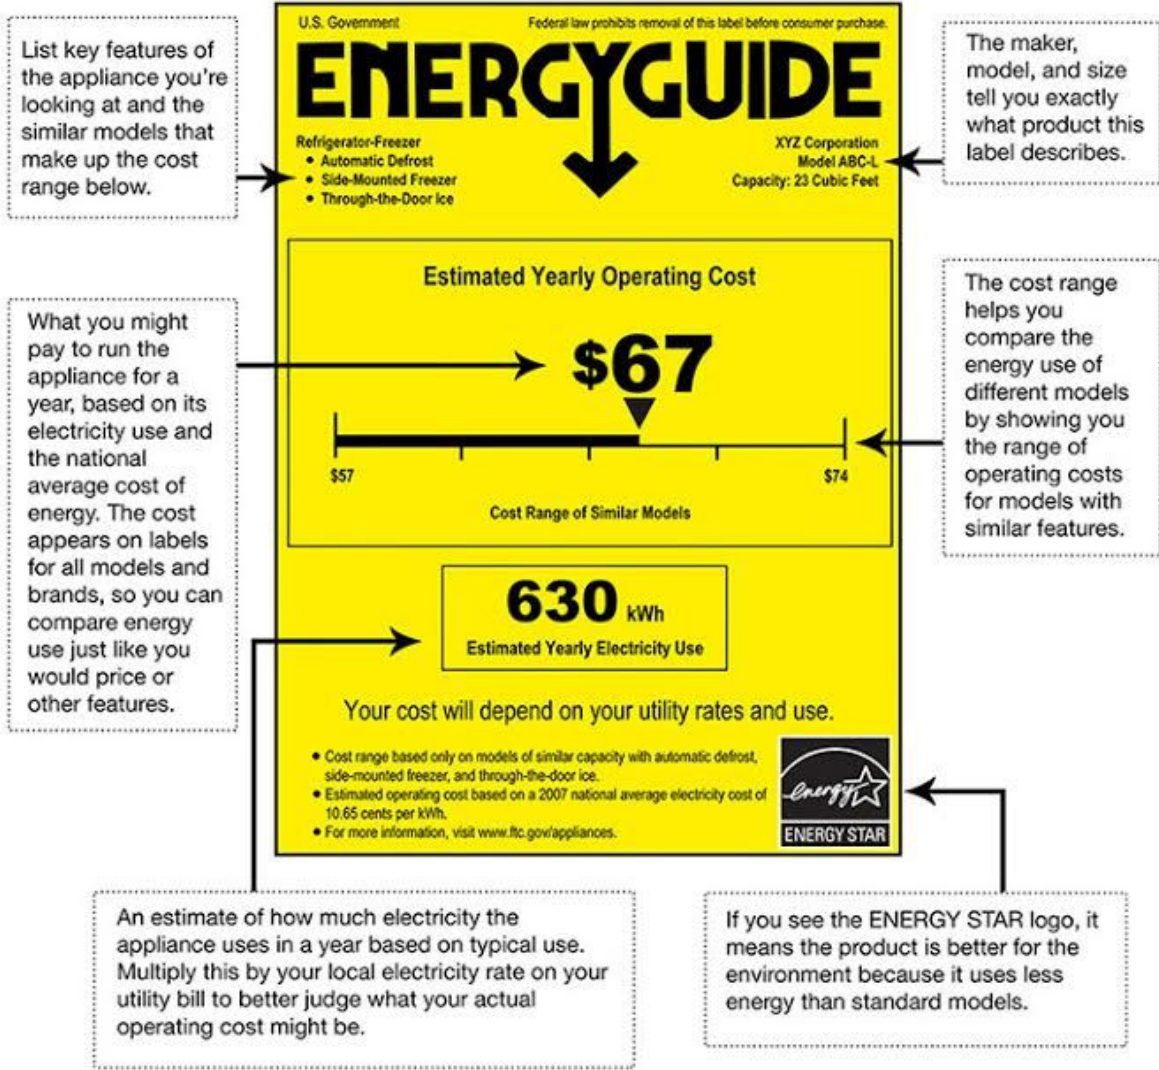 List key features of
the appliance you're
looking at and the
similar models that
make up the cost
range below.
What you might
pay to run the
appliance for a
year, based on its
electricity use and
the national
average cost of
energy. The cost
appears on labels
for all models and
brands, so you can
compare energy
use just like you
would price or
other features.
U.S. Government
Federal law prohibits removal of this label before consumer purchase.
ENERGYGUIDE
Refrigerator-Freezer
• Automatic Defrost
• Side-Mounted Freezer
• Through-the-Door Ice
XYZ Corporation
Model ABC-L
Capacity: 23 Cubic Feet
Estimated Yearly Operating Cost
$67
$57
$74
Cost Range of Similar Models
630 kWh
Estimated Yearly Electricity Use
Your cost will depend on your utility rates and use.
• Cost range based only on models of similar capacity with automatic defrost,
side-mounted freezer, and through-the-door ice.
• Estimated operating cost based on a 2007 national average electricity cost of
10.65 cents per kWh.
• For more information, visit www.ftc.gov/appliances.
energy
ENERGY STAR
The maker,
model, and size
tell you exactly
what product this
label describes.
The cost range
helps you
compare the
energy use of
different models
by showing you
the range of
operating costs
for models with
similar features.
An estimate of how much electricity the
appliance uses in a year based on typical use.
Multiply this by your local electricity rate on your
utility bill to better judge what your actual
operating cost might be.
If you see the ENERGY STAR logo, it
means the product is better for the
environment because it uses less
energy than standard models.